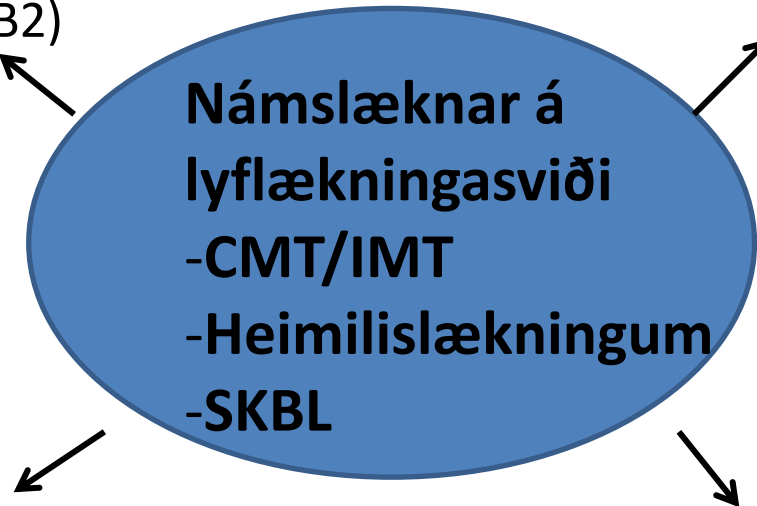 B2)
Námslæknar á
lyflækningasviði
-CMT/IMT
-Heimilislækningum
-SKBL